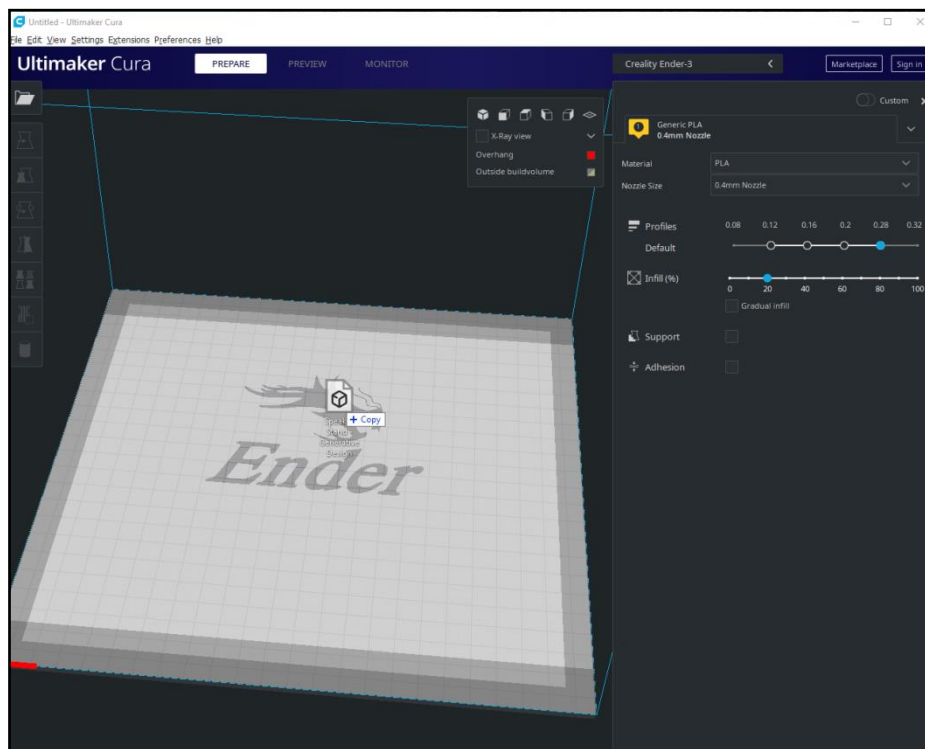 Untitled - Ultimaker Cura
File Edit View Settings Extensions Preferences Help
Ultimaker Cura PREPARE PREVIEW MONITOR Creality Ender-3 Marketplace Sign in
Custom
Generic PLA
0.4mm Nozzle
X-Ray view
Overhang
Outside buildvolume
Material PLA
Nozzle Size 0.4mm Nozzle
Profiles 0.08 0.12 0.16 0.2 0.28 0.32
Default
Infill (%)
0 20 40 60 80 100
Gradual infill
Support
Adhesion
+ Copy
Generative
Design
Ender